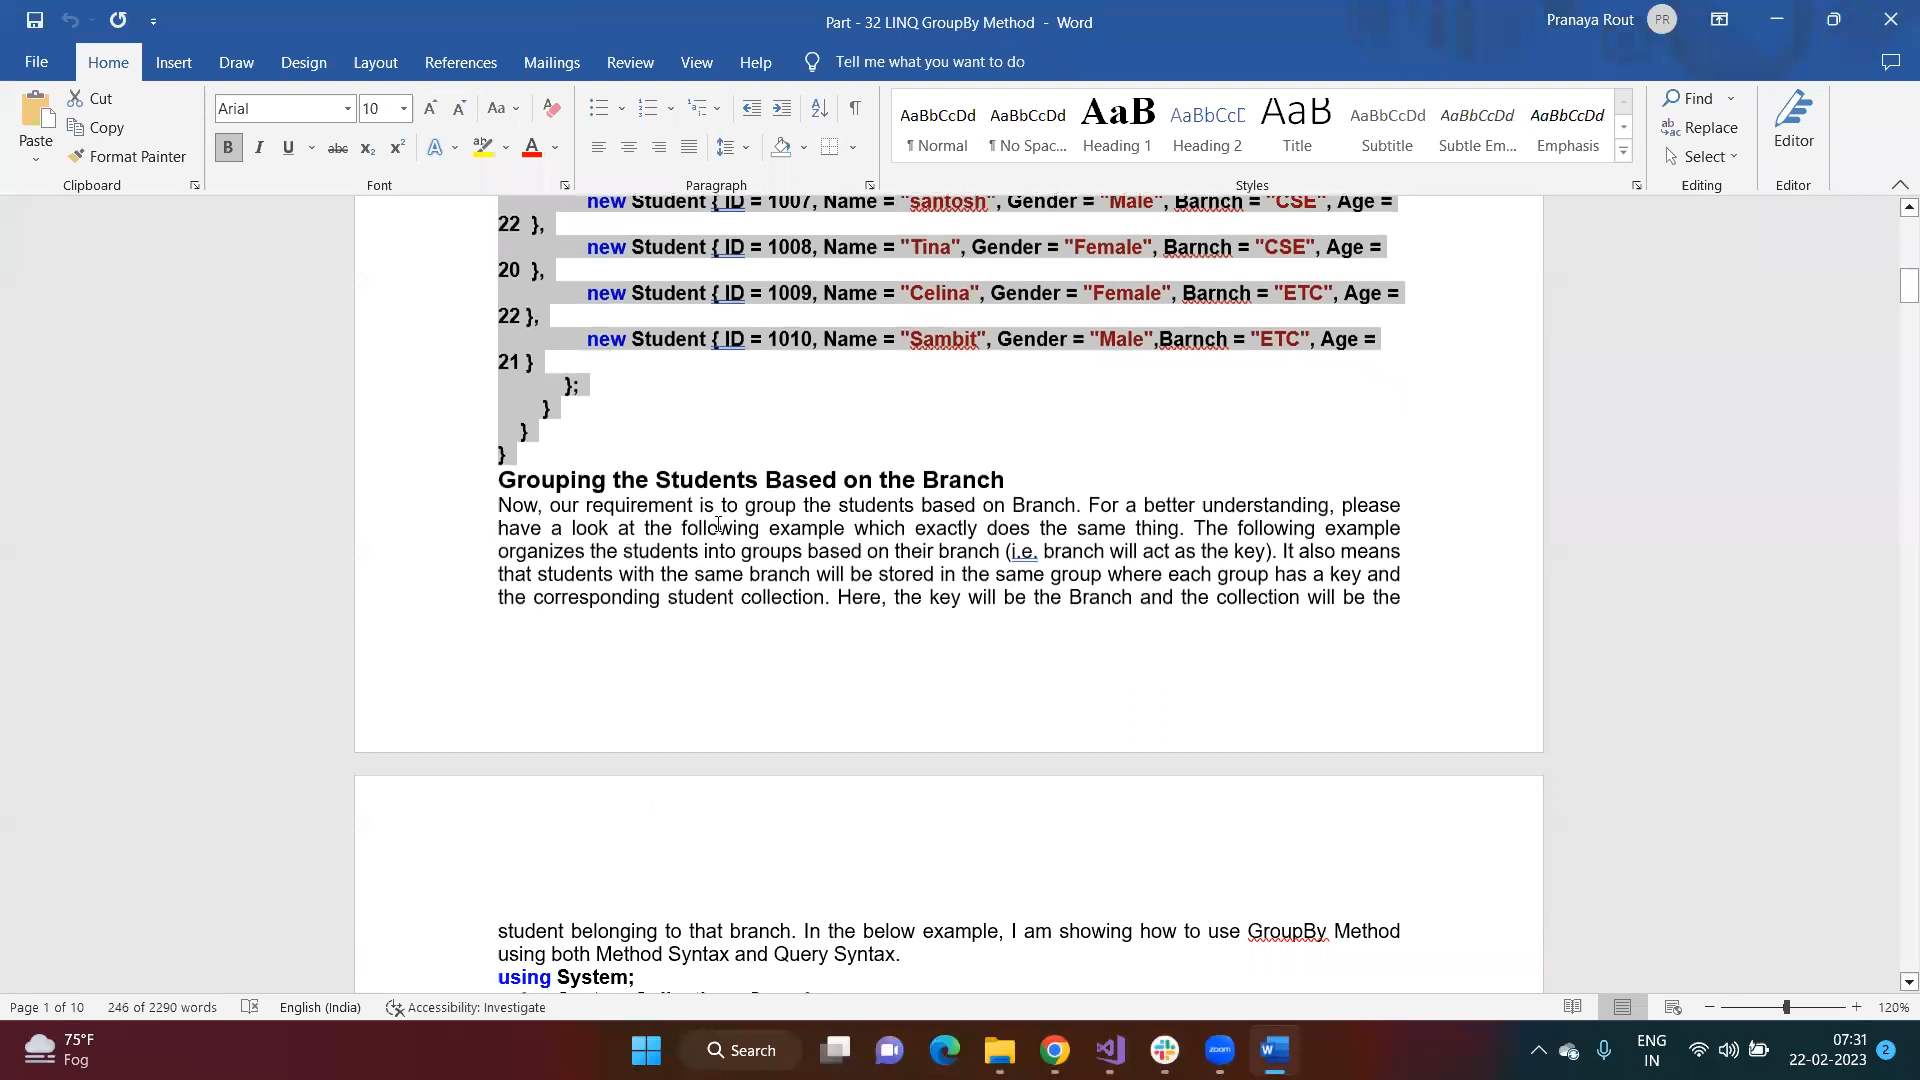 Part - 32 LINQ GroupBy Method - Word
Pranaya Rout PR
File Home Insert Draw Design Layout References Mailings Review View Help Tell me what you want to do
Paste
Cut
Copy
Format Painter
Clipboard
Arial 10
Font
Paragraph
AaBbCcDd AaBbCcDd AaB AaBbCcD AaB AaBbCcDd AaBbCcDd AaBbCcDd
¶ Normal ¶ No Spac... Heading 1 Heading 2 Title Subtitle Subtle Em... Emphasis
Styles
Find
Replace
Select
Editing
Editor
Editor
new Student { ID = 1007, Name = "santosh", Gender = "Male", Barnch = "CSE", Age =
22 },
new Student { ID = 1008, Name = "Tina", Gender = "Female", Barnch = "CSE", Age =
20 },
new Student { ID = 1009, Name = "Celina", Gender = "Female", Barnch = "ETC", Age =
22 },
new Student { ID = 1010, Name = "Sambit", Gender = "Male",Barnch = "ETC", Age =
21 }
};
}
}
}
Grouping the Students Based on the Branch
Now, our requirement is to group the students based on Branch. For a better understanding, please
have a look at the following example which exactly does the same thing. The following example
organizes the students into groups based on their branch (i.e. branch will act as the key). It also means
that students with the same branch will be stored in the same group where each group has a key and
the corresponding student collection. Here, the key will be the Branch and the collection will be the
student belonging to that branch. In the below example, I am showing how to use GroupBy Method
using both Method Syntax and Query Syntax.
using System;
Page 1 of 10 246 of 2290 words English (India) Accessibility: Investigate 120%
75°F
Fog
Search
zoom
ENG
IN
07:31
22-02-2023
2